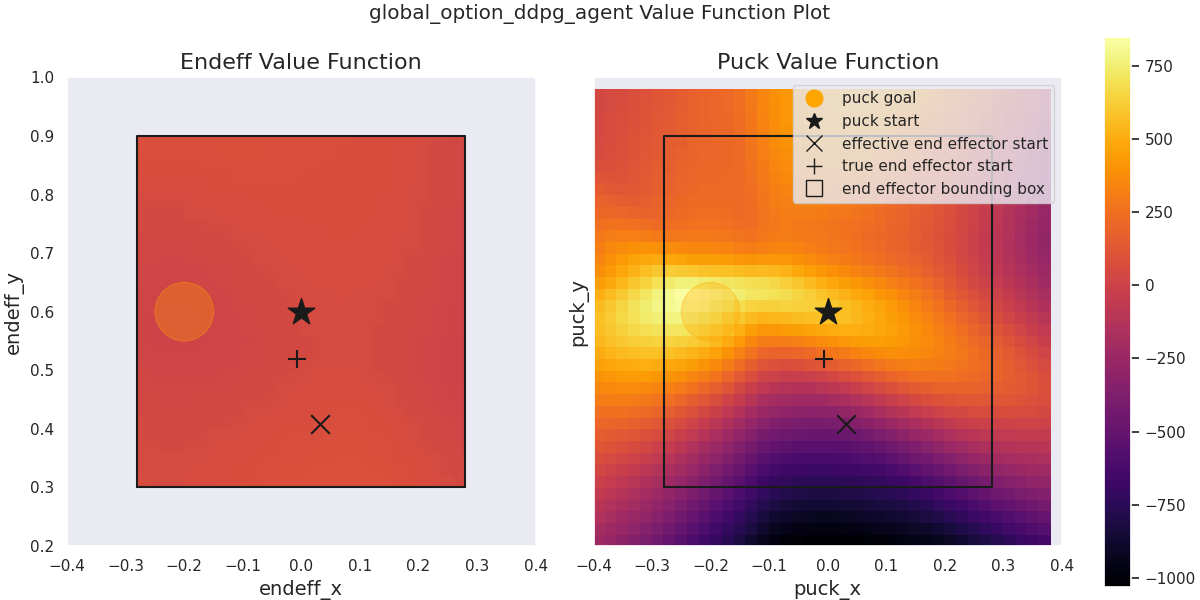 global_option_ddpg_agent Value Function Plot
Endeff Value Function
1.0
0.9
0.8
0.7
0.6
0.5
0.4
0.3
0.2
endeff_y
−0.4 −0.3 −0.2 −0.1 0.0 0.1 0.2 0.3 0.4
endeff_x
Puck Value Function
puck goal
puck start
effective end effector start
true end effector start
end effector bounding box
puck_y
−0.4 −0.3 −0.2 −0.1 0.0 0.1 0.2 0.3 0.4
puck_x
750
500
250
0
−250
−500
−750
−1000